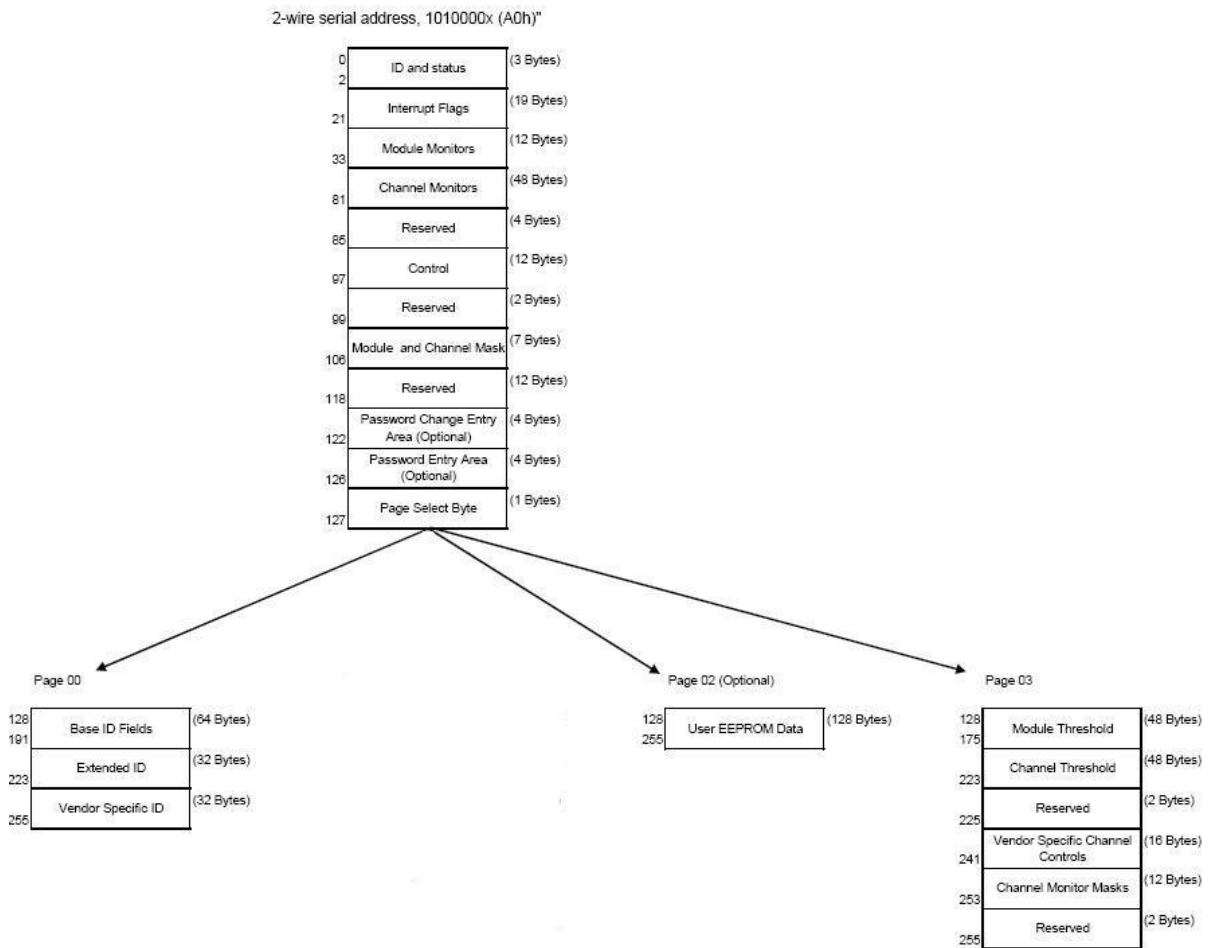 2-wire serial address, 1010000x (A0h)"
0
2
ID and status
(3 Bytes)
21
Interrupt Flags
(19 Bytes)
33
Module Monitors
(12 Bytes)
81
Channel Monitors
(48 Bytes)
85
Reserved
(4 Bytes)
97
Control
(12 Bytes)
99
Reserved
(2 Bytes)
106
Module and Channel Mask
(7 Bytes)
118
Reserved
(12 Bytes)
122
Password Change Entry
Area (Optional)
(4 Bytes)
126
Password Entry Area
(Optional)
(4 Bytes)
127
Page Select Byte
(1 Bytes)
Page 00
128
191
Base ID Fields
(64 Bytes)
223
Extended ID
(32 Bytes)
255
Vendor Specific ID
(32 Bytes)
Page 02 (Optional)
128
255
User EEPROM Data
(128 Bytes)
Page 03
128
175
Module Threshold
(48 Bytes)
223
Channel Threshold
(48 Bytes)
225
Reserved
(2 Bytes)
241
Vendor Specific Channel
Controls
(16 Bytes)
253
Channel Monitor Masks
(12 Bytes)
255
Reserved
(2 Bytes)